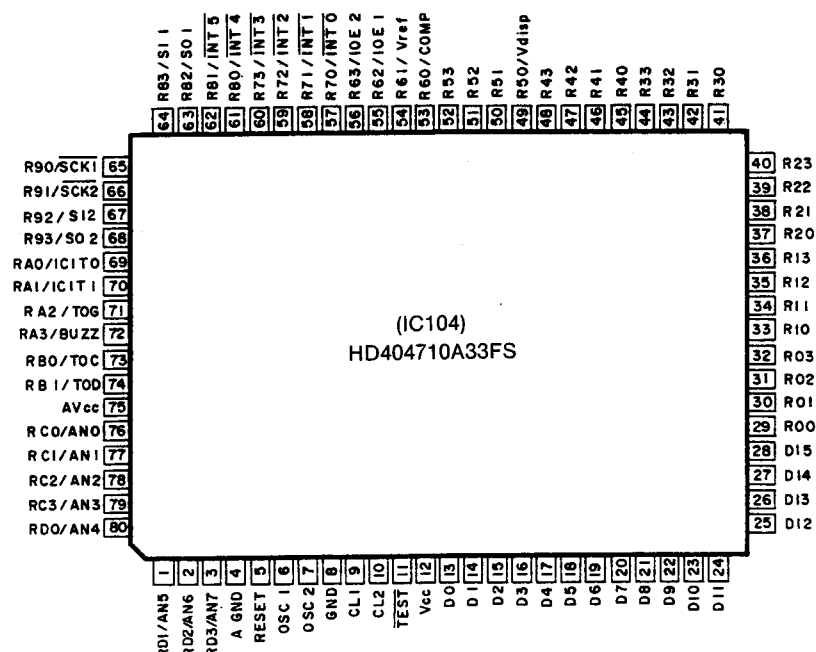 R83/SI1
R82/SO1
R81/INT5
R80/INT4
R73/INT3
R72/INT2
R71/INT1
R70/INT0
R63/IOE2
R62/IOE1
R61/Vref
R60/COMP
R53
R52
R51
R50/Vdisp
R43
R42
R41
R40
R33
R32
R31
R30
64 63 62 61 60 59 58 57 56 55 54 53 52 51 50 49 48 47 46 45 44 43 42 41
R90/SCK1 65
R91/SCK2 66
R92/SI2 67
R93/SO2 68
RA0/ICIT0 69
RA1/ICIT1 70
RA2/TOG 71
RA3/BUZZ 72
RB0/TOC 73
RB1/TOD 74
AVcc 75
RC0/AN0 76
RC1/AN1 77
RC2/AN2 78
RC3/AN3 79
RD0/AN4 80
(IC104)
HD404710A33FS
40 R23
39 R22
38 R21
37 R20
36 R13
35 R12
34 R11
33 R10
32 R03
31 R02
30 R01
29 R00
28 D15
27 D14
26 D13
25 D12
1 2 3 4 5 6 7 8 9 10 11 12 13 14 15 16 17 18 19 20 21 22 23 24
RD1/AN5
RD2/AN6
RD3/AN7
A GND
RESET
OSC1
OSC2
GND
CL1
CL2
TEST
Vcc
D0
D1
D2
D3
D4
D5
D6
D7
D8
D9
D10
D11